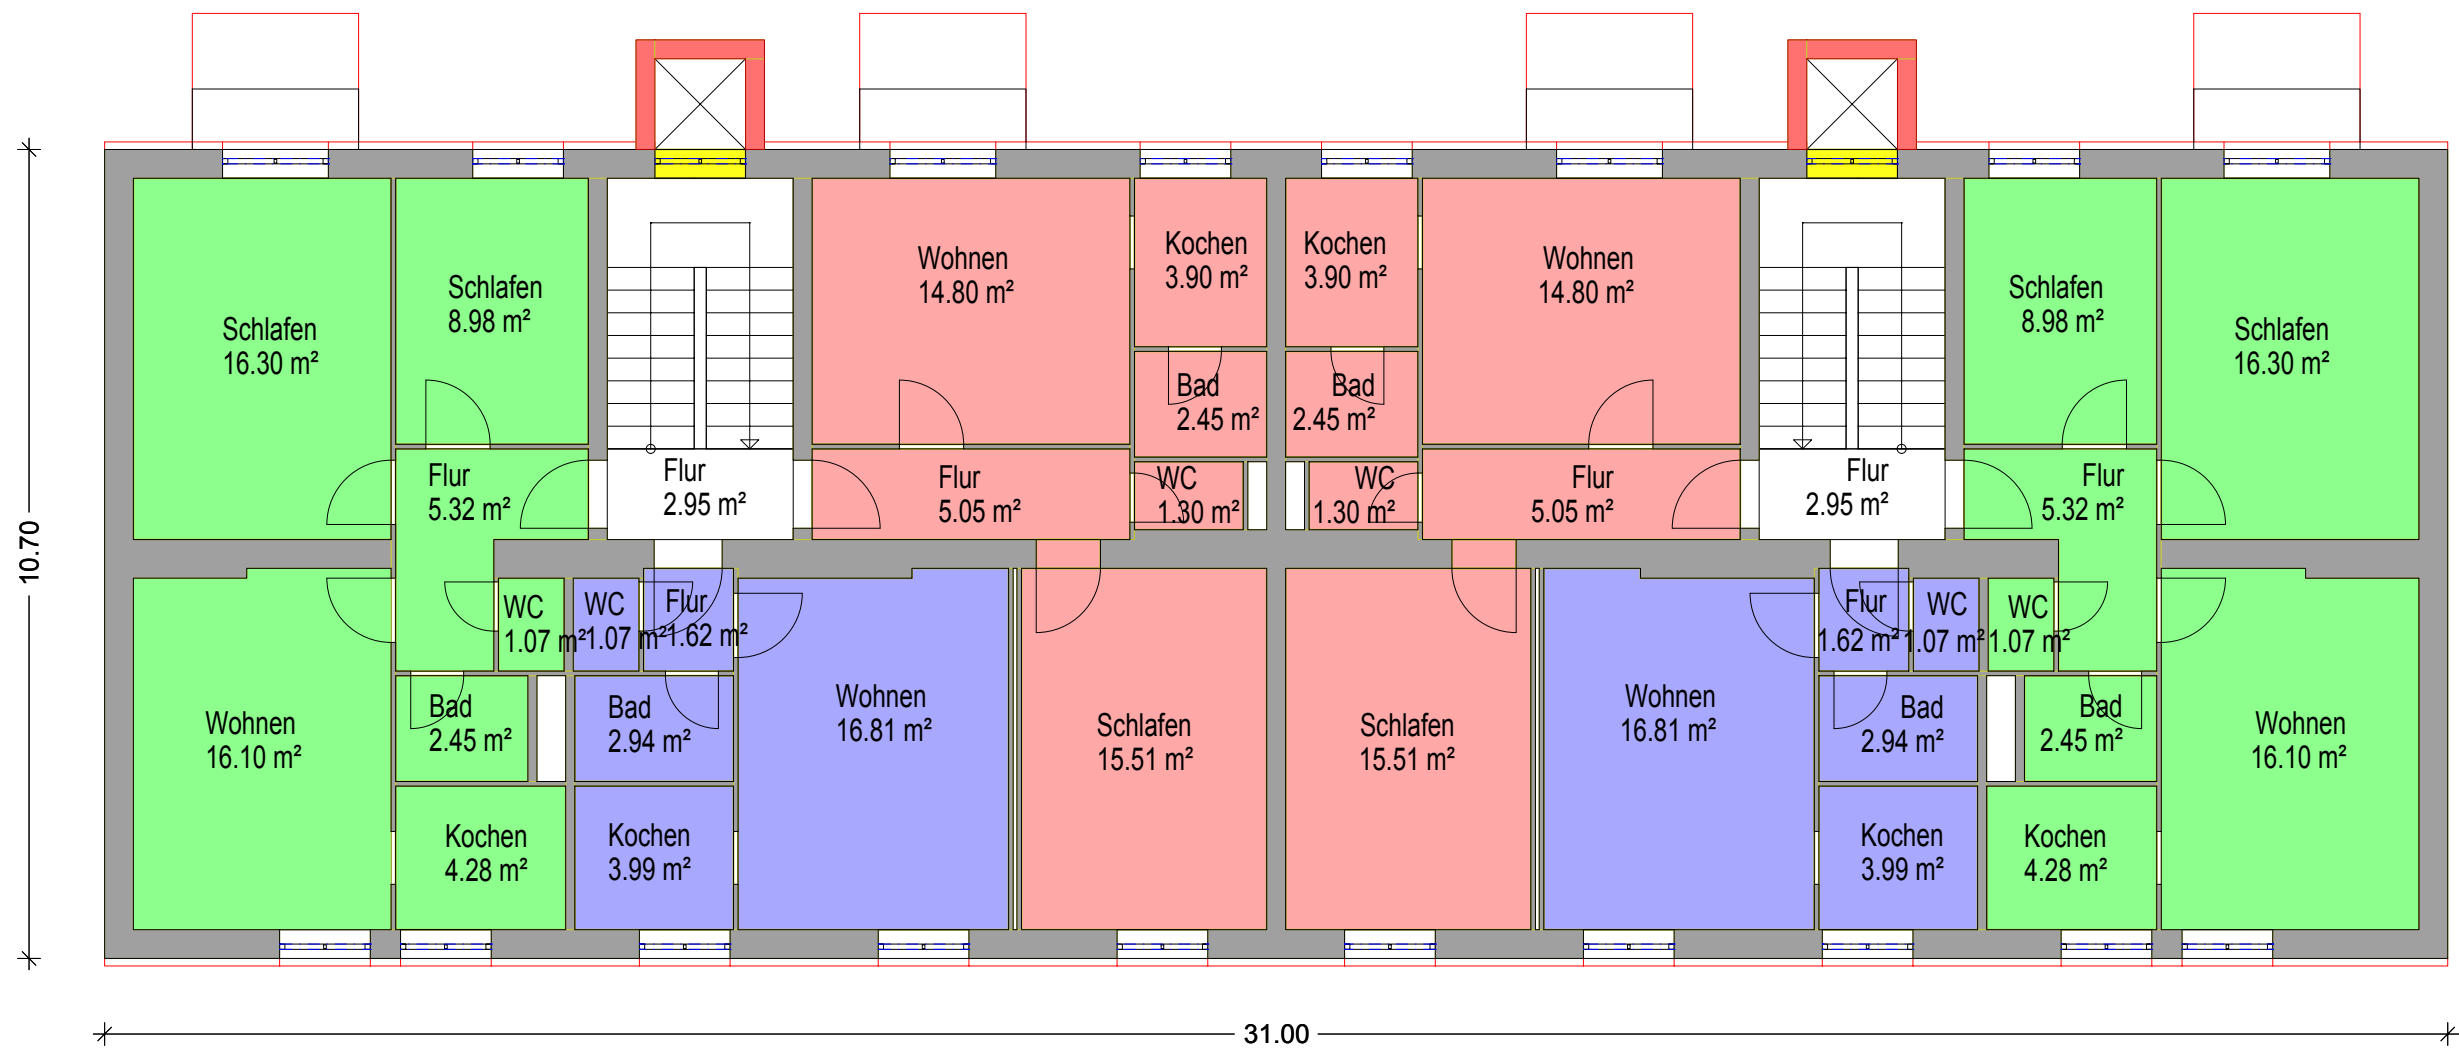 Kochen
3.90 m²
Kochen
3.90 m²
Wohnen
14.80 m²
Wohnen
14.80 m²
Schlafen
8.98 m²
Schlafen
8.98 m²
Schlafen
16.30 m²
Schlafen
16.30 m²
Bad
2.45 m²
Bad
2.45 m²
Flur
5.32 m²
Flur
2.95 m²
Flur
5.05 m²
WC
1.30 m²
WC
1.30 m²
Flur
5.05 m²
Flur
2.95 m²
Flur
5.32 m²
10.70
WC
1.07 m²
WC
1.07 m²
Flur
1.62 m²
Flur
1.62 m²
WC
1.07 m²
WC
1.07 m²
Wohnen
16.10 m²
Bad
2.45 m²
Bad
2.94 m²
Wohnen
16.81 m²
Schlafen
15.51 m²
Schlafen
15.51 m²
Wohnen
16.81 m²
Bad
2.94 m²
Bad
2.45 m²
Wohnen
16.10 m²
Kochen
4.28 m²
Kochen
3.99 m²
Kochen
3.99 m²
Kochen
4.28 m²
31.00